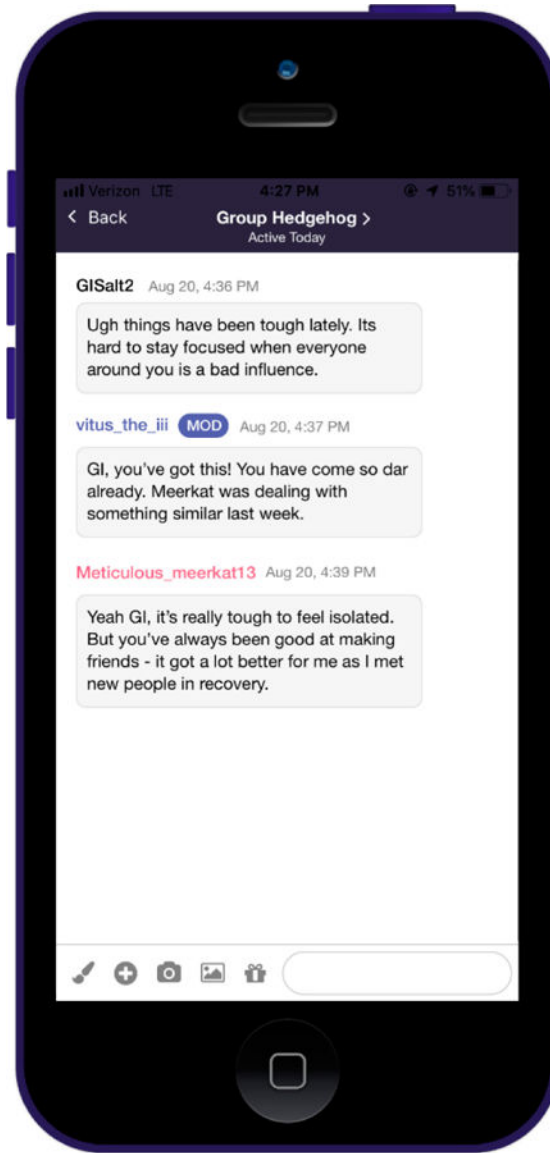 Verizon LTE 4:27 PM 51%
Back Group Hedgehog >
Active Today
GISalt2 Aug 20, 4:36 PM
Ugh things have been tough lately. Its
hard to stay focused when everyone
around you is a bad influence.
vitus_the_iii MOD Aug 20, 4:37 PM
GI, you've got this! You have come so dar
already. Meerkat was dealing with
something similar last week.
Meticulous_meerkat13 Aug 20, 4:39 PM
Yeah GI, it's really tough to feel isolated.
But you've always been good at making
friends - it got a lot better for me as I met
new people in recovery.